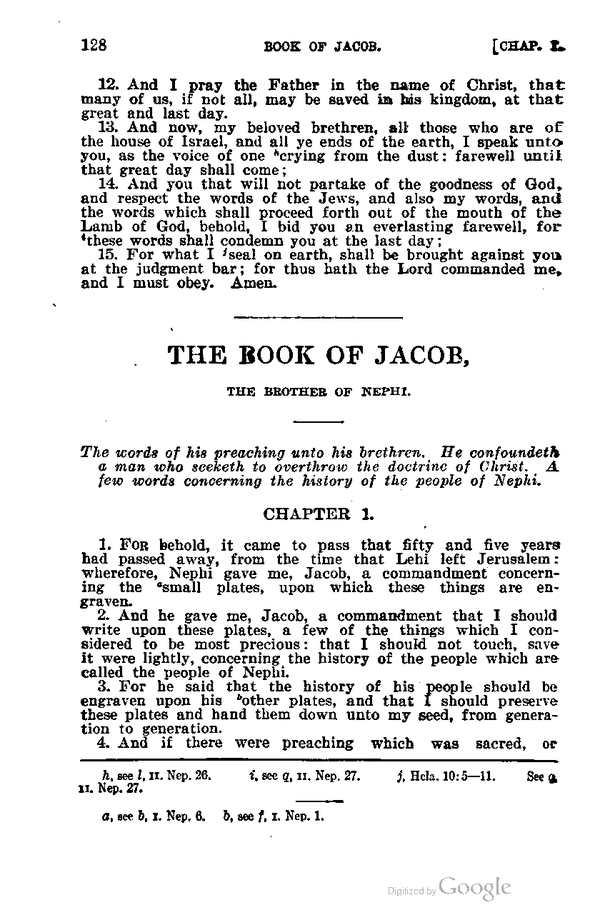 128 BOOK OF JACOB. [CHAP. I.
12. And I pray the Father in the name of Christ, that
many of us, if not all, may be saved in his kingdom, at that
great and last day.
13. And now, my beloved brethren, all those who are of
the house of Israel, and all ye ends of the earth, I speak unto
you, as the voice of one ʰcrying from the dust: farewell until
that great day shall come;
14. And you that will not partake of the goodness of God,
and respect the words of the Jews, and also my words, and
the words which shall proceed forth out of the mouth of the
Lamb of God, behold, I bid you an everlasting farewell, for
ⁱthese words shall condemn you at the last day;
15. For what I ʲseal on earth, shall be brought against you
at the judgment bar; for thus hath the Lord commanded me,
and I must obey. Amen.
THE BOOK OF JACOB,
THE BROTHER OF NEPHI.
The words of his preaching unto his brethren. He confoundeth
a man who seeketh to overthrow the doctrine of Christ. A
few words concerning the history of the people of Nephi.
CHAPTER 1.
1. FOR behold, it came to pass that fifty and five years
had passed away, from the time that Lehi left Jerusalem:
wherefore, Nephi gave me, Jacob, a commandment concern-
ing the ᵃsmall plates, upon which these things are en-
graven.
2. And he gave me, Jacob, a commandment that I should
write upon these plates, a few of the things which I con-
sidered to be most precious: that I should not touch, save
it were lightly, concerning the history of the people which are
called the people of Nephi.
3. For he said that the history of his people should be
engraven upon his ᵇother plates, and that I should preserve
these plates and hand them down unto my seed, from genera-
tion to generation.
4. And if there were preaching which was sacred, or
h, see l, II. Nep. 26. i, see q, II. Nep. 27. j, Hela. 10:5—11. See q,
II. Nep. 27.
a, see b, I. Nep. 6. b, see f, I. Nep. 1.
Digitized by Google